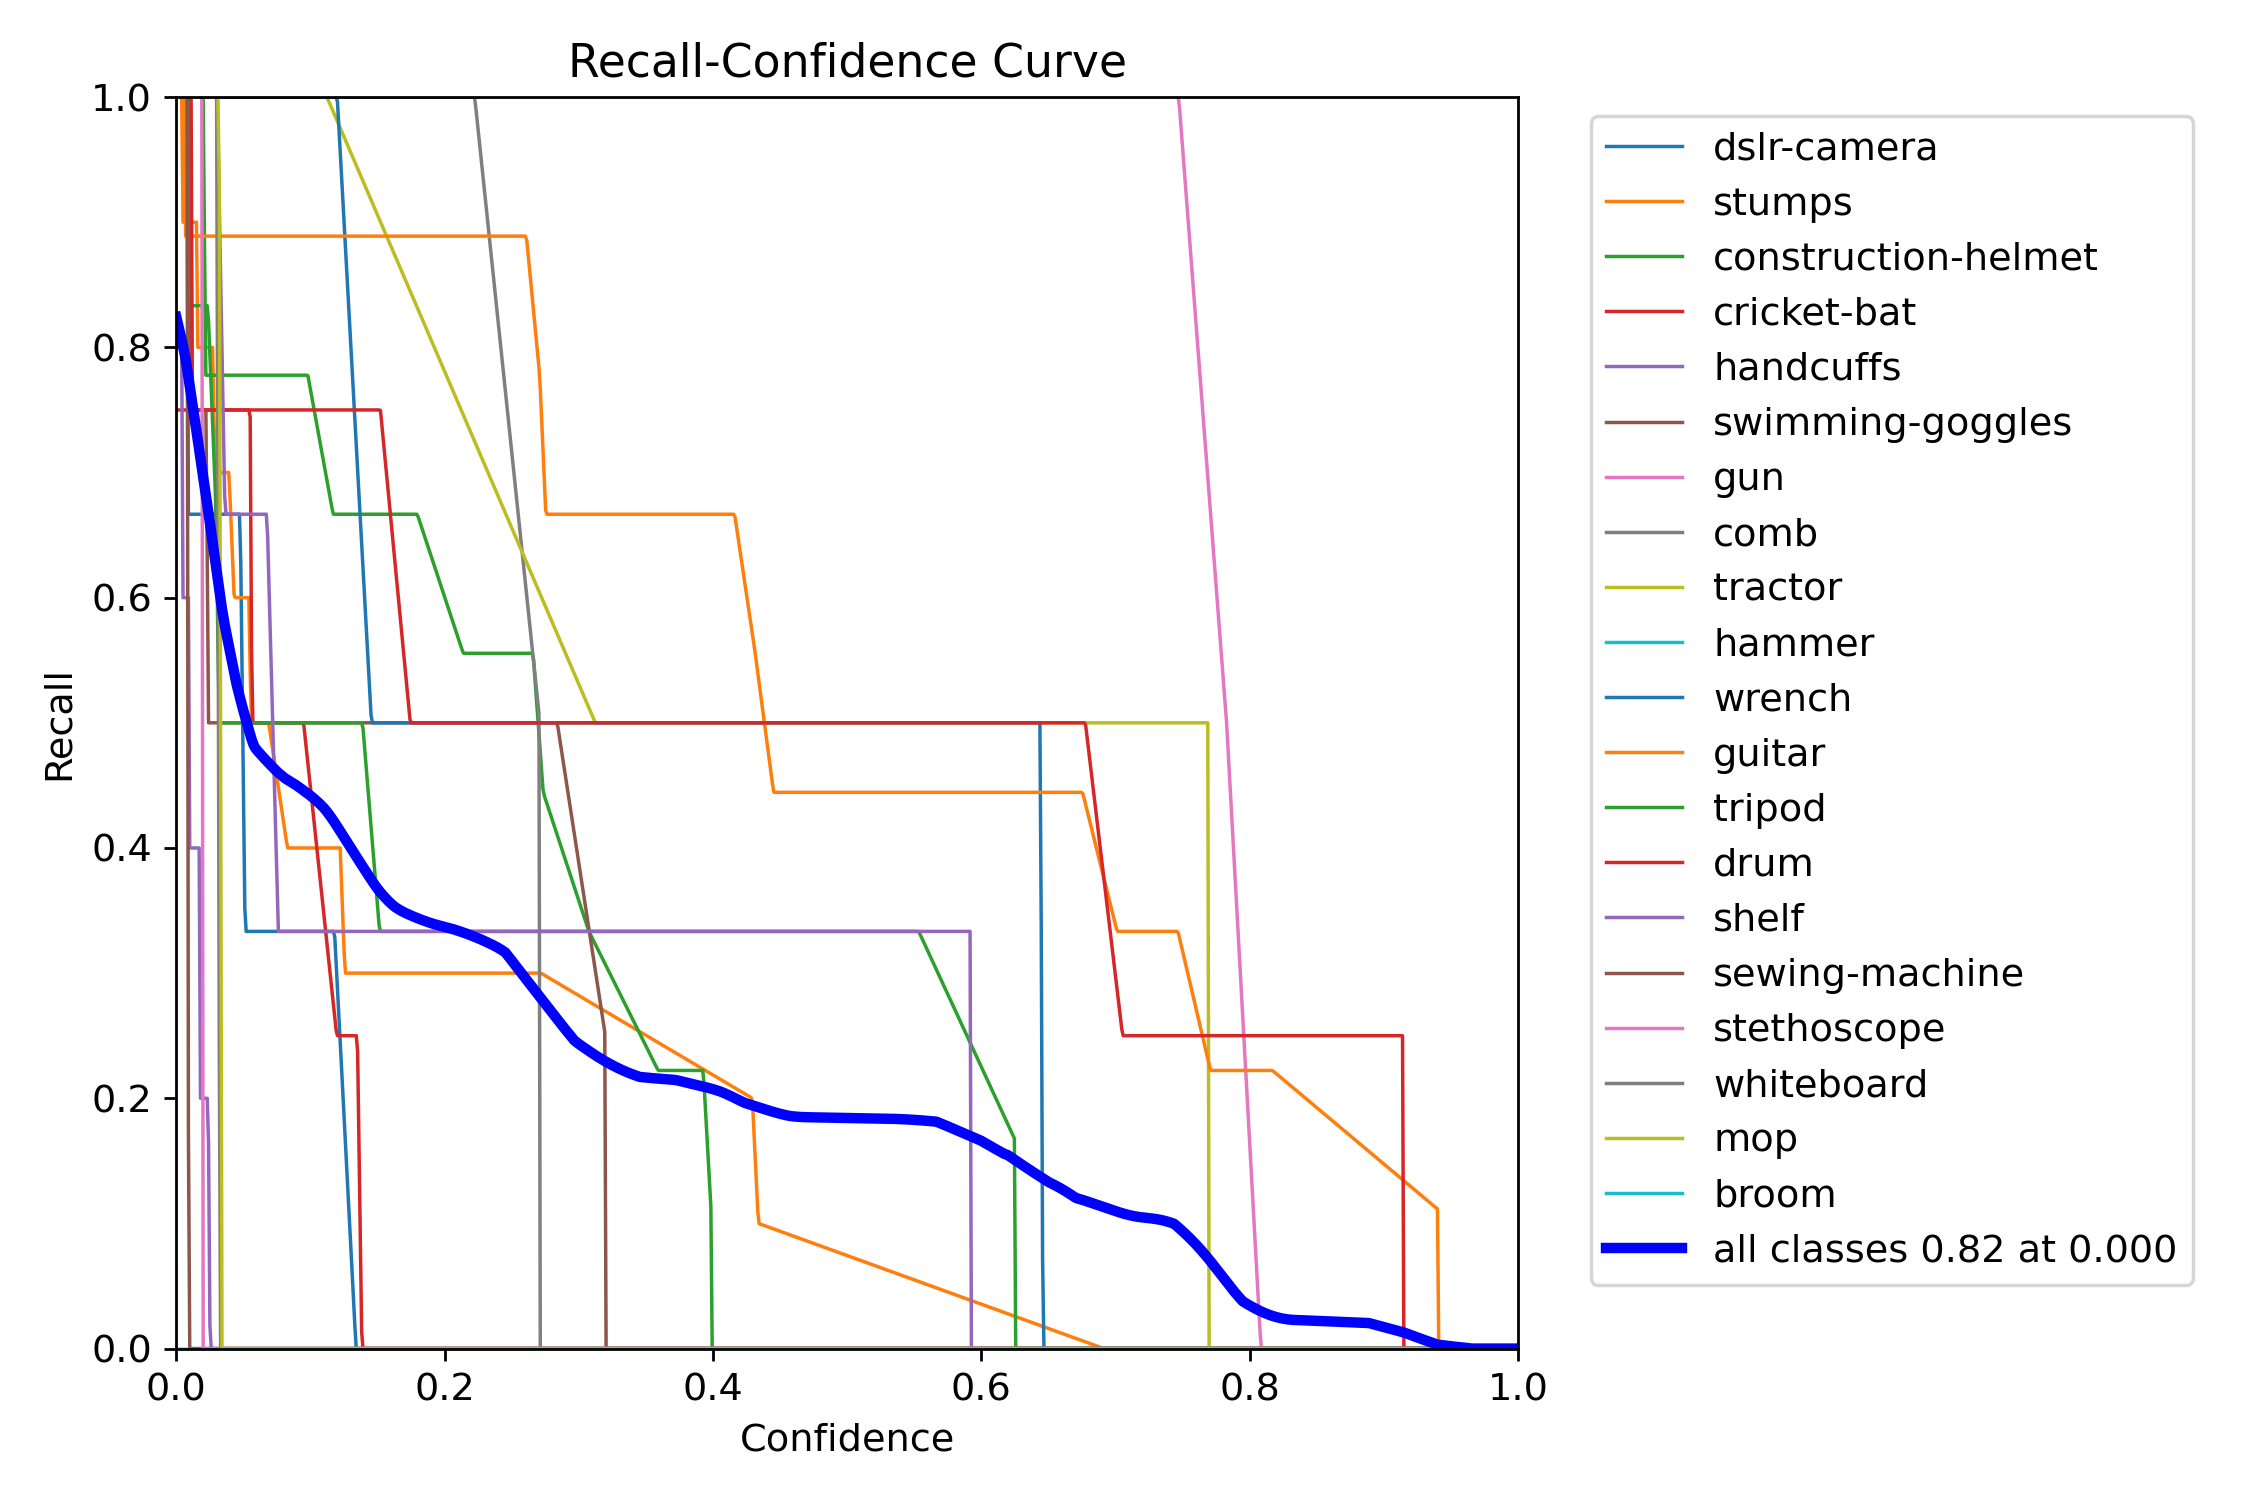 Recall-Confidence Curve
1.0
0.8
0.6
0.4
0.2
0.0
Recall
0.0 0.2 0.4 0.6 0.8 1.0
Confidence
dslr-camera
stumps
construction-helmet
cricket-bat
handcuffs
swimming-goggles
gun
comb
tractor
hammer
wrench
guitar
tripod
drum
shelf
sewing-machine
stethoscope
whiteboard
mop
broom
all classes 0.82 at 0.000